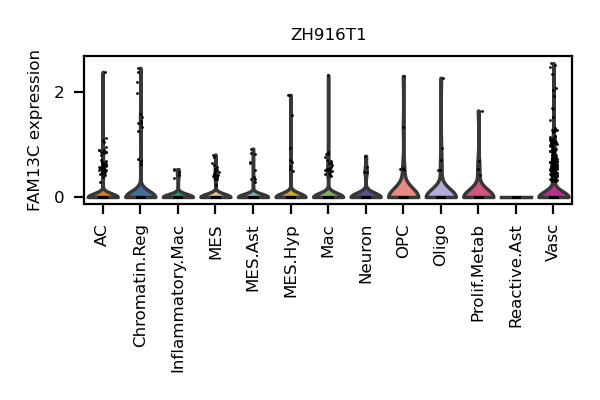 ZH916T1
FAM13C expression
2
0
AC
Chromatin.Reg
Inflammatory.Mac
MES
MES.Ast
MES.Hyp
Mac
Neuron
OPC
Oligo
Prolif.Metab
Reactive.Ast
Vasc